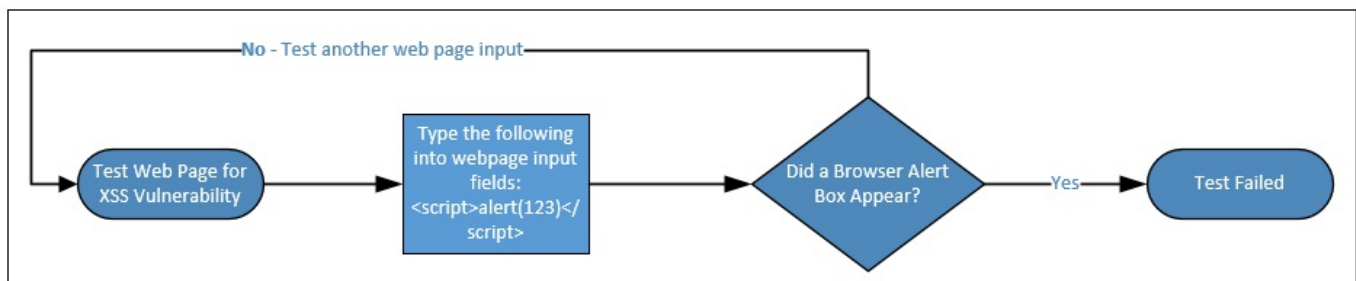 No - Test another web page input
Test Web Page for
XSS Vulnerability
Type the following
into webpage input
fields:
<script>alert(123)</
script>
Did a Browser Alert
Box Appear?
Yes
Test Failed